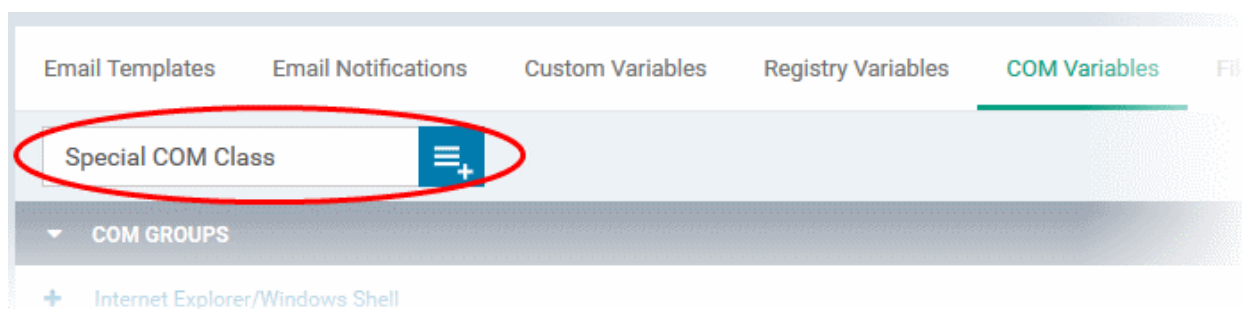 Email Templates Email Notifications Custom Variables Registry Variables COM Variables
Special COM Class
COM GROUPS
Internet Explorer/Windows Shell